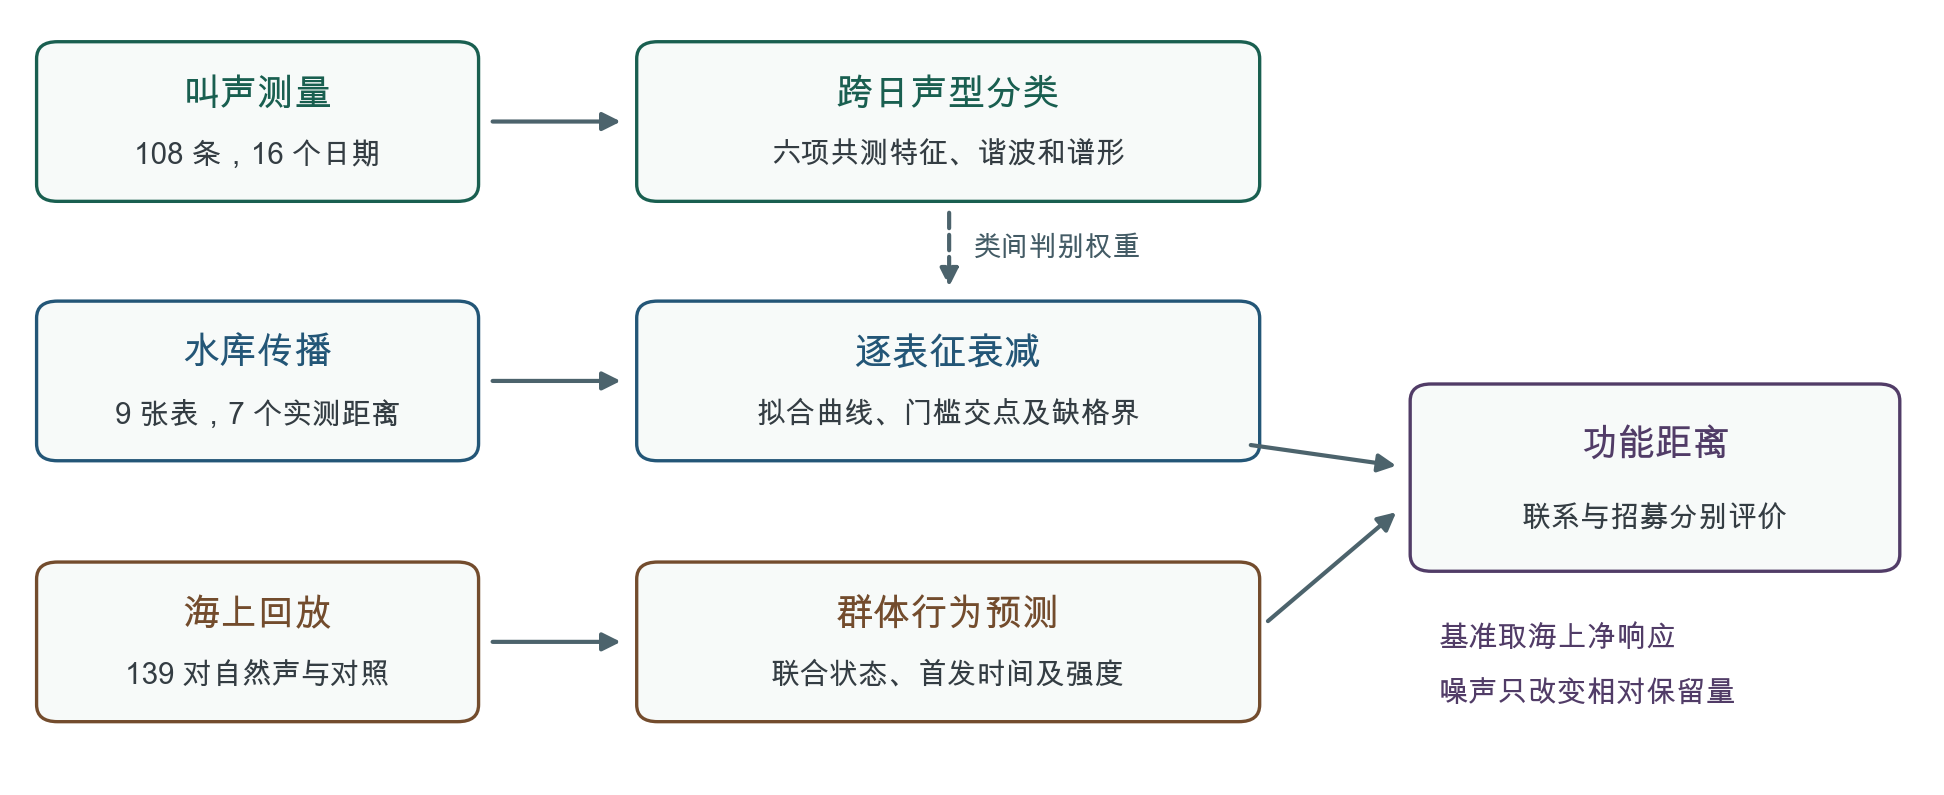 叫声测量
108 条，16 个日期
跨日声型分类
六项共测特征、谐波和谱形
类间判别权重
水库传播
9 张表，7 个实测距离
逐表征衰减
拟合曲线、门槛交点及缺格界
功能距离
联系与招募分别评价
海上回放
139 对自然声与对照
群体行为预测
联合状态、首发时间及强度
基准取海上净响应
噪声只改变相对保留量